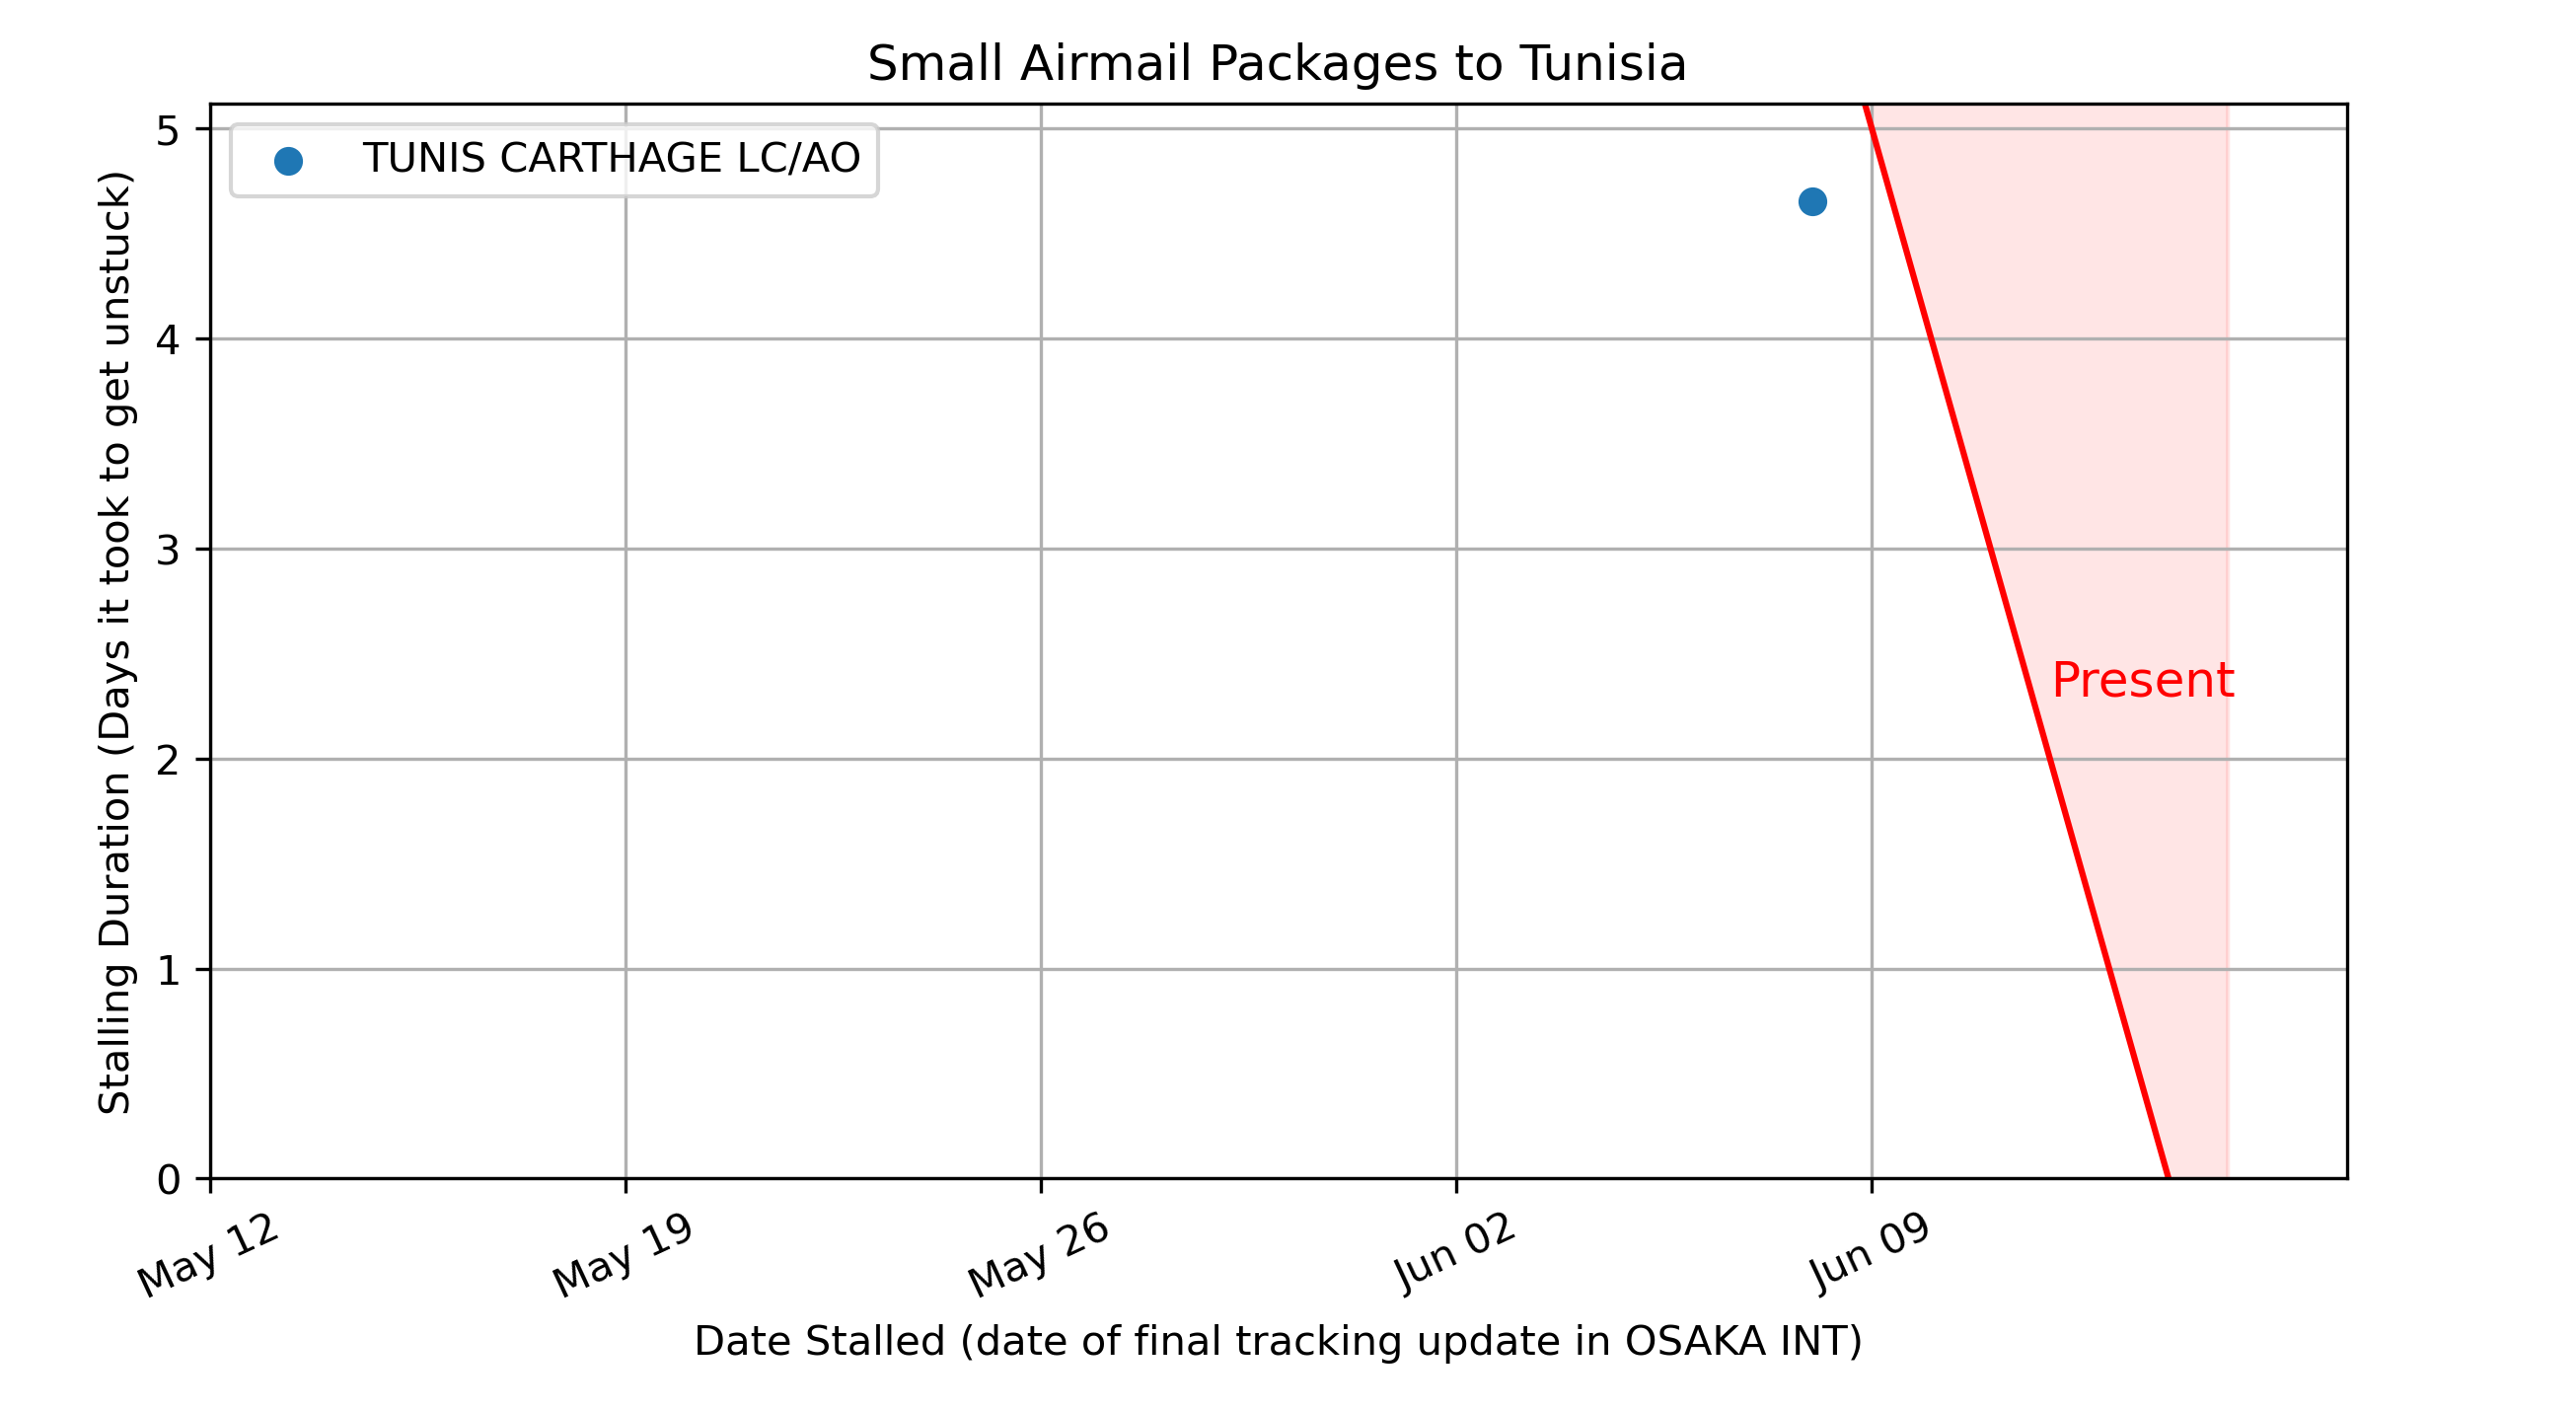 Small Airmail Packages to Tunisia
TUNIS CARTHAGE LC/AO
Stalling Duration (Days it took to get unstuck)
5
4
3
2
1
0
Present
May 12
May 19
May 26
Jun 02
Jun 09
Date Stalled (date of final tracking update in OSAKA INT)